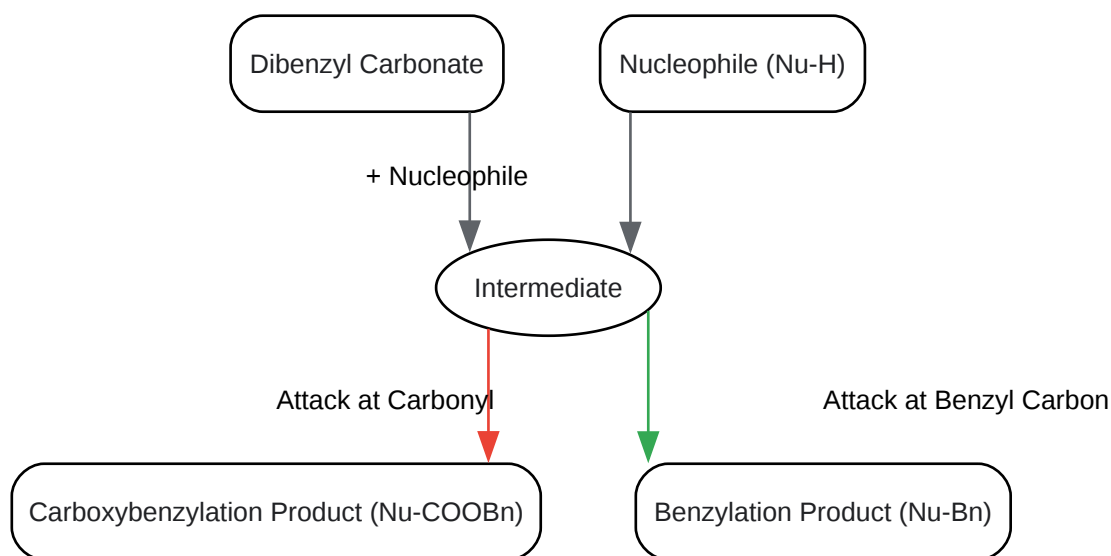 Dibenzyl Carbonate
Nucleophile (Nu-H)
+ Nucleophile
Intermediate
Attack at Carbonyl
Attack at Benzyl Carbon
Carboxybenzylation Product (Nu-COOBn)
Benzylation Product (Nu-Bn)